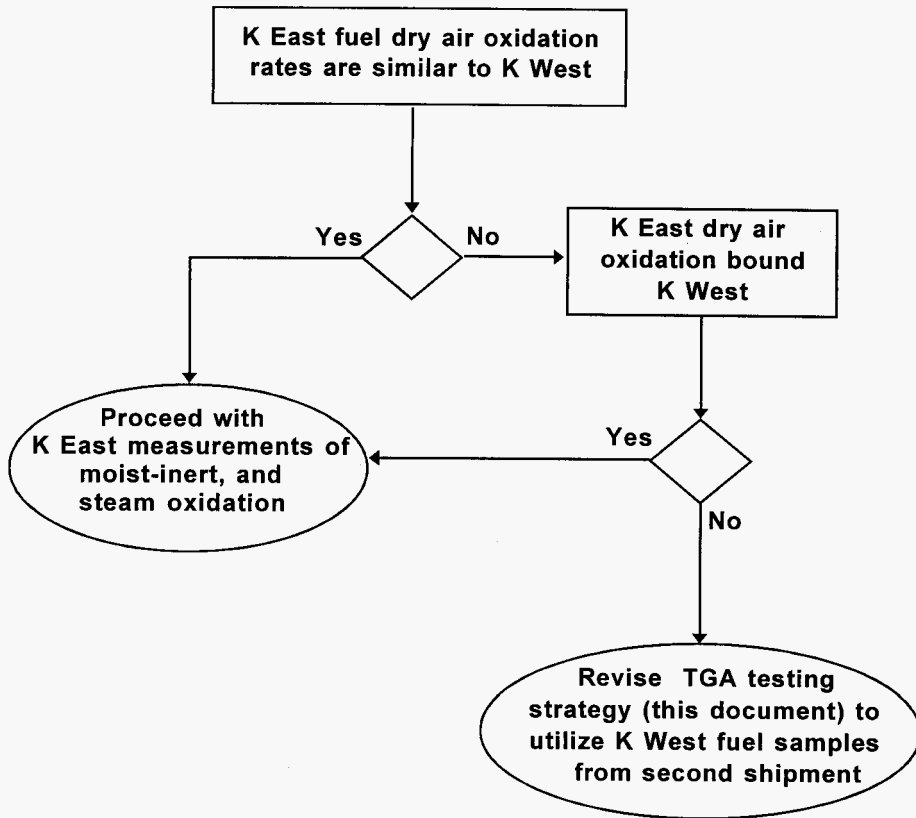 K East fuel dry air oxidation
rates are similar to K West
Yes
No
K East dry air
oxidation bound
K West
Proceed with
K East measurements of
moist-inert, and
steam oxidation
Yes
No
Revise TGA testing
strategy (this document) to
utilize K West fuel samples
from second shipment